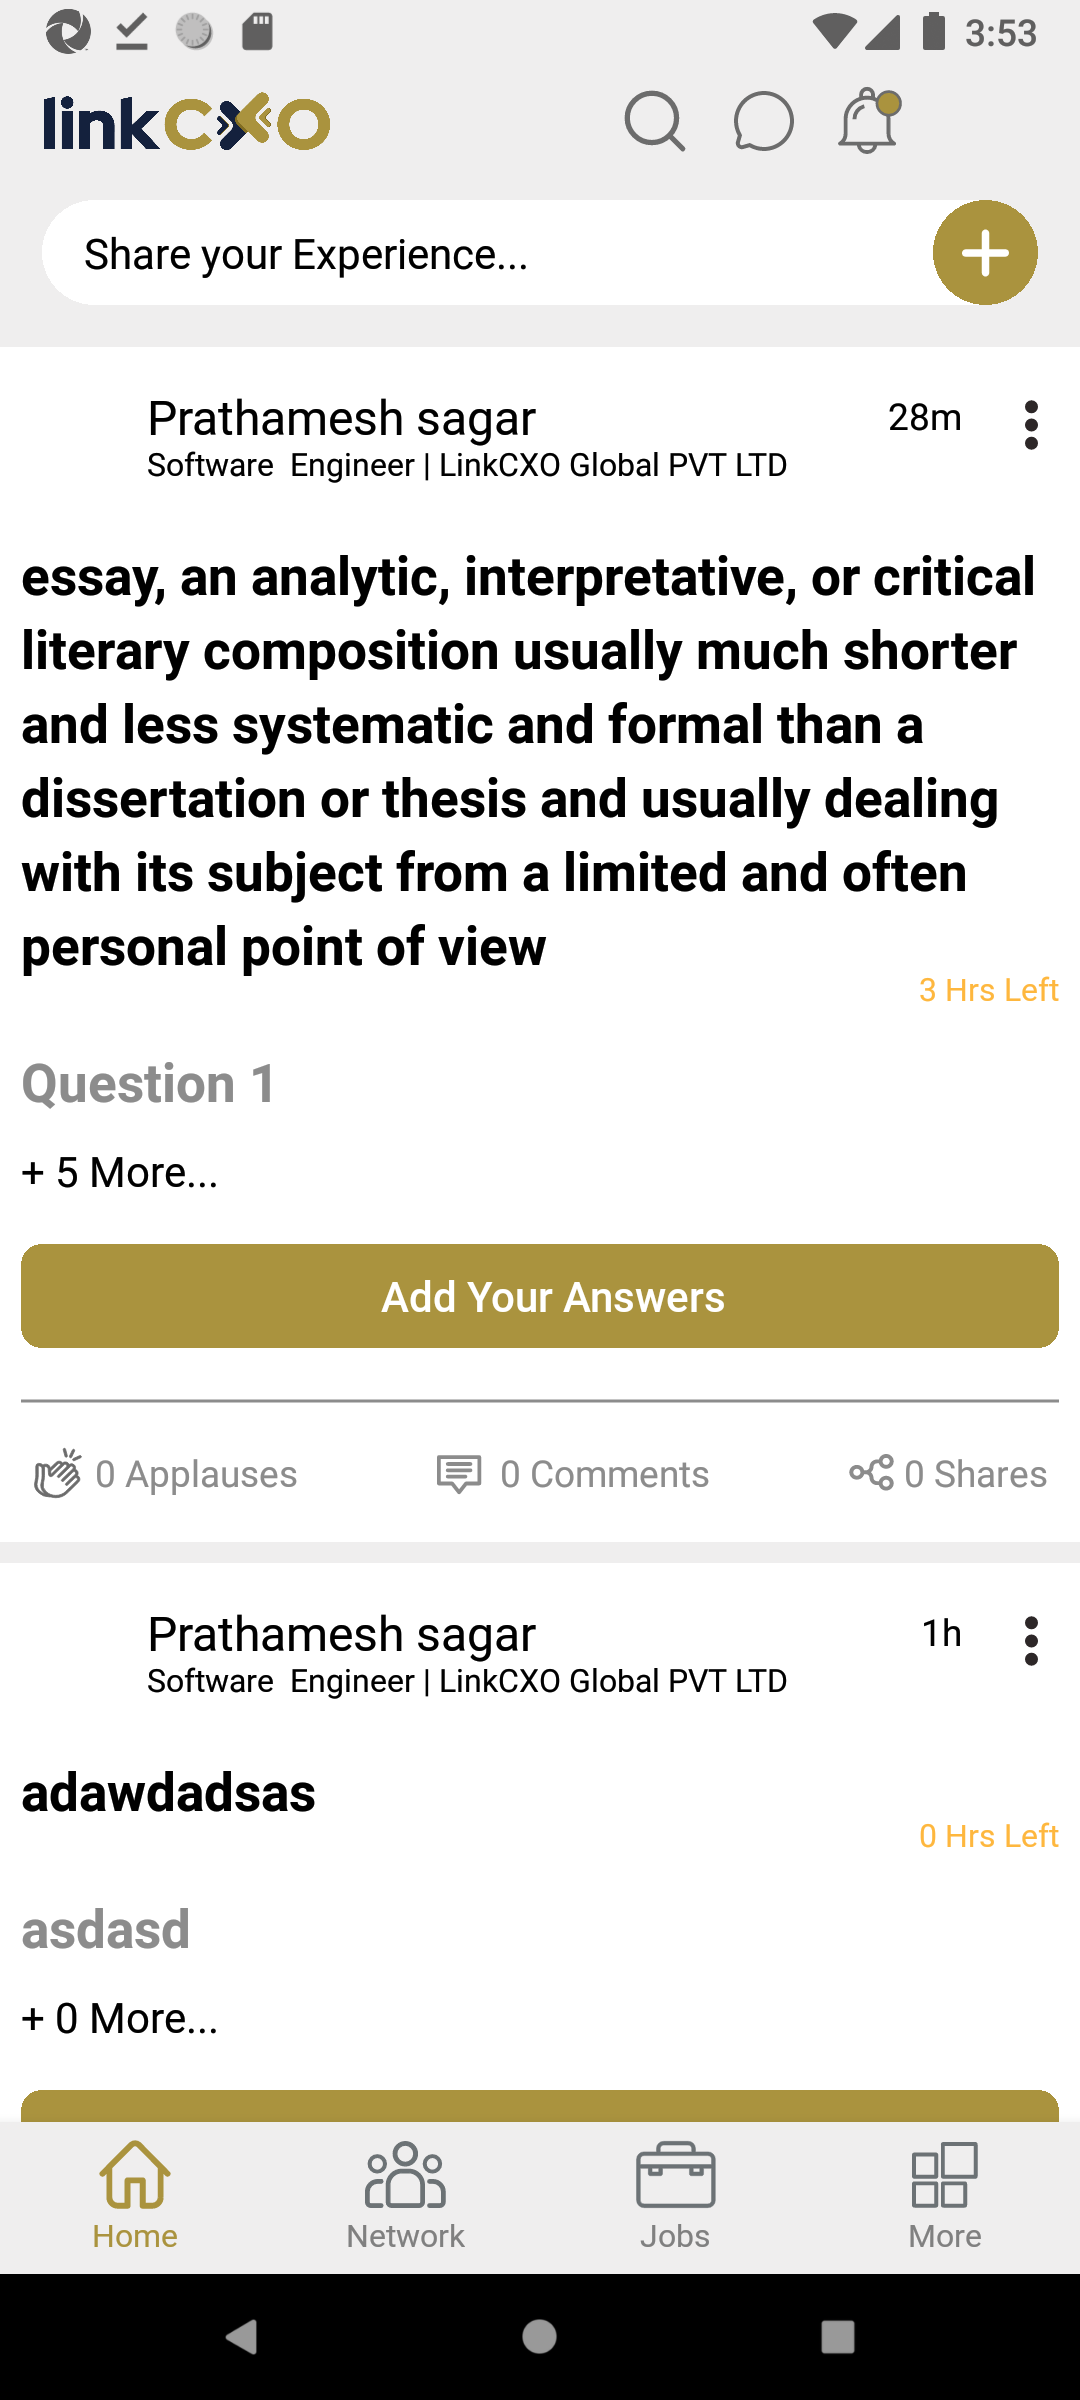 3:53
linkCXO
Share your Experience...
Prathamesh sagar
28m
Software  Engineer | LinkCXO Global PVT LTD
essay, an analytic, interpretative, or critical
literary composition usually much shorter
and less systematic and formal than a
dissertation or thesis and usually dealing
with its subject from a limited and often
personal point of view
3 Hrs Left
Question 1
+ 5 More...
Add Your Answers
0 Applauses
0 Comments
0 Shares
Prathamesh sagar
1h
Software  Engineer | LinkCXO Global PVT LTD
adawdadsas
0 Hrs Left
asdasd
+ 0 More...
Home
Network
Jobs
More